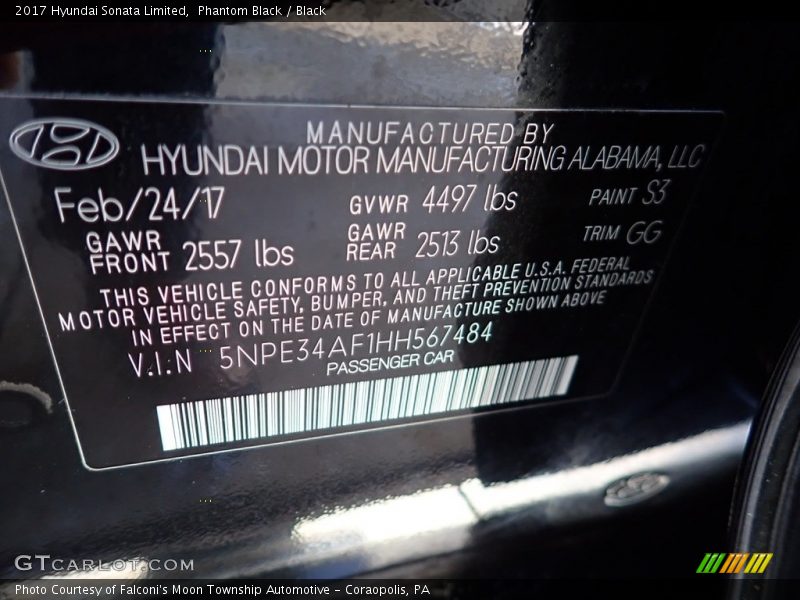 2017 Hyundai Sonata Limited,  Phantom Black / Black
MANUFACTURED BY
HYUNDAI MOTOR MANUFACTURING ALABAMA, LLC
Feb/24/17 GVWR 4497 lbs PAINT S3
GAWR FRONT 2557 lbs GAWR REAR 2513 lbs TRIM GG
THIS VEHICLE CONFORMS TO ALL APPLICABLE U.S.A. FEDERAL
MOTOR VEHICLE SAFETY, BUMPER, AND THEFT PREVENTION STANDARDS
IN EFFECT ON THE DATE OF MANUFACTURE SHOWN ABOVE
V.I.N 5NPE34AF1HH567484
PASSENGER CAR
GTCARLOT.COM
Photo Courtesy of Falconi's Moon Township Automotive – Coraopolis, PA